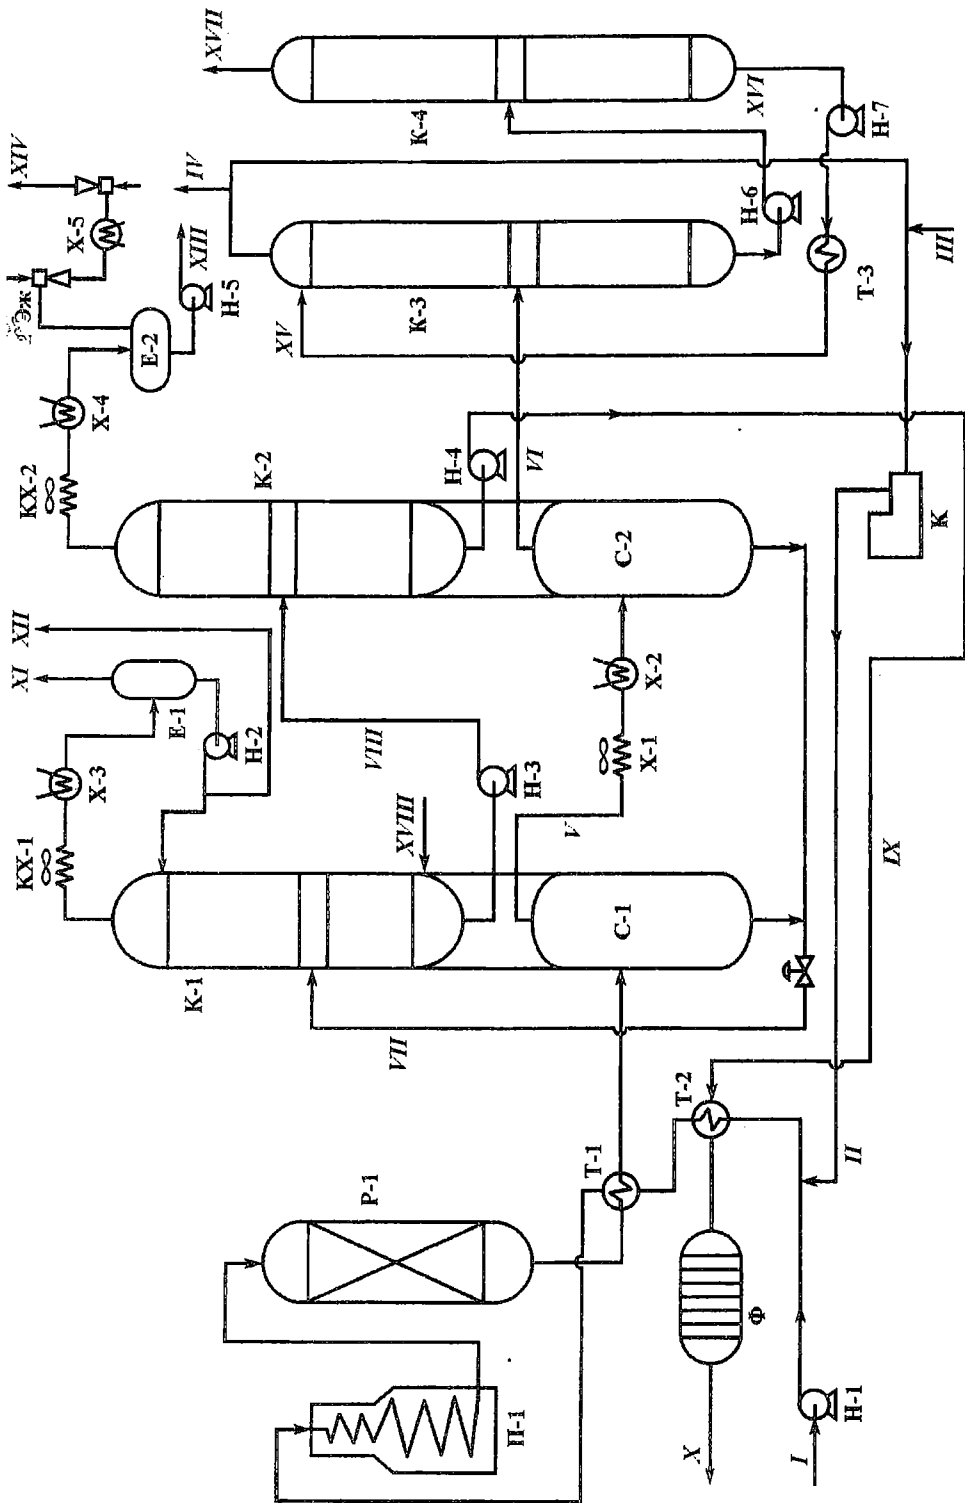 КХ-1
XI
XII
КХ-2
Эж
XIV
Х-5
Х-3
Х-4
Е-2
Е-1
К-1
XIII
IV
XVII
Н-5
Н-2
К-2
XV
Р-1
VIII
VII
XVIII
К-3
К-4
Н-4
П-1
Н-3
VI
V
Т-1
С-1
С-2
Х-1
Х-2
Т-2
X
Н-6
Ф
XVI
I
Н-1
II
Т-3
Н-7
IX
К
III